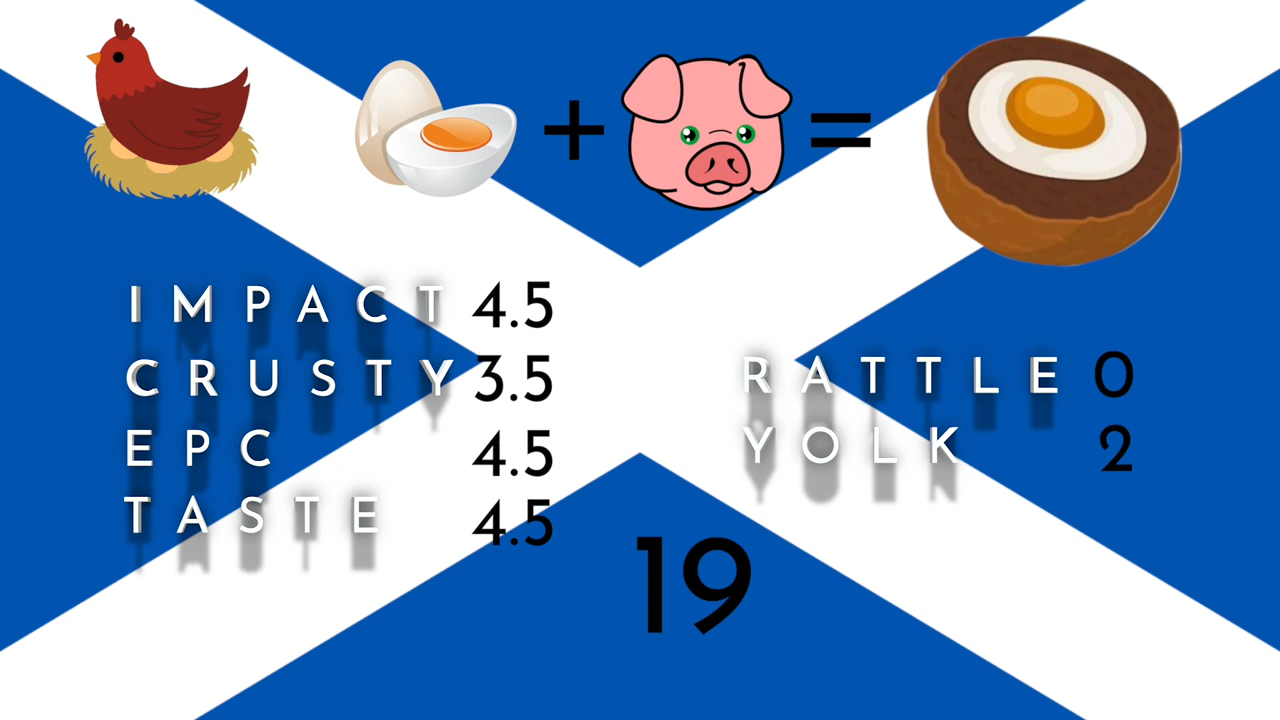 + =
IMPACT 4.5
CRUSTY 3.5
EPC 4.5
TASTE 4.5
RATTLE 0
YOLK 2
19